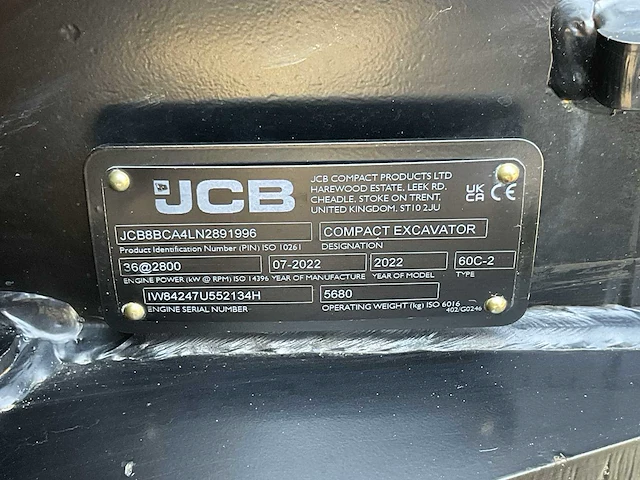 JCB
JCB COMPACT PRODUCTS LTD
HAREWOOD ESTATE, LEEK RD.
CHEADLE, STOKE ON TRENT,
UNITED KINGDOM, ST10 2JU
UK
CA CE
JCB8BCA4LN2891996 COMPACT EXCAVATOR
Product Identification Number (PIN) ISO 10261 DESIGNATION
36@2800 07-2022 2022 60C-2
ENGINE POWER (kW @ RPM) ISO 14396 YEAR OF MANUFACTURE YEAR OF MODEL TYPE
IW84247U552134H 5680
ENGINE SERIAL NUMBER OPERATING WEIGHT (kg) ISO 6016
402/G0246